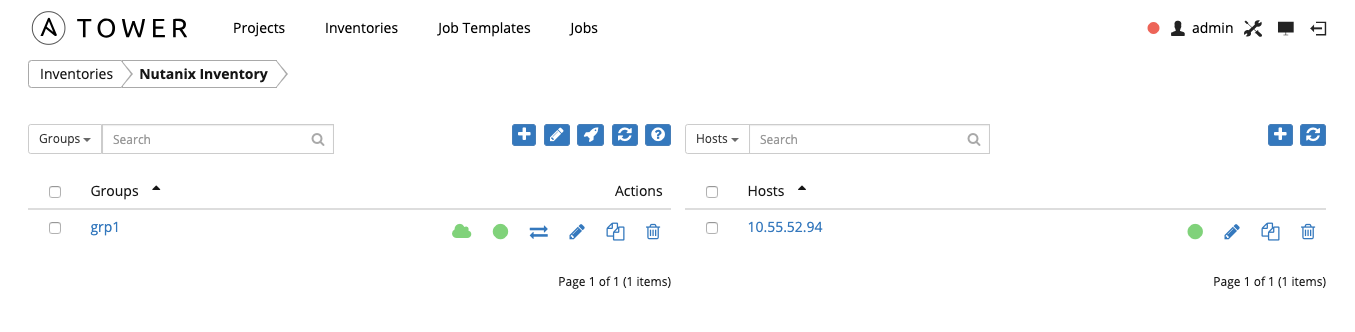 TOWER Projects Inventories Job Templates Jobs admin
Inventories Nutanix Inventory
Groups Search Hosts Search
Groups Actions Hosts
grp1 10.55.52.94
Page 1 of 1 (1 items) Page 1 of 1 (1 items)